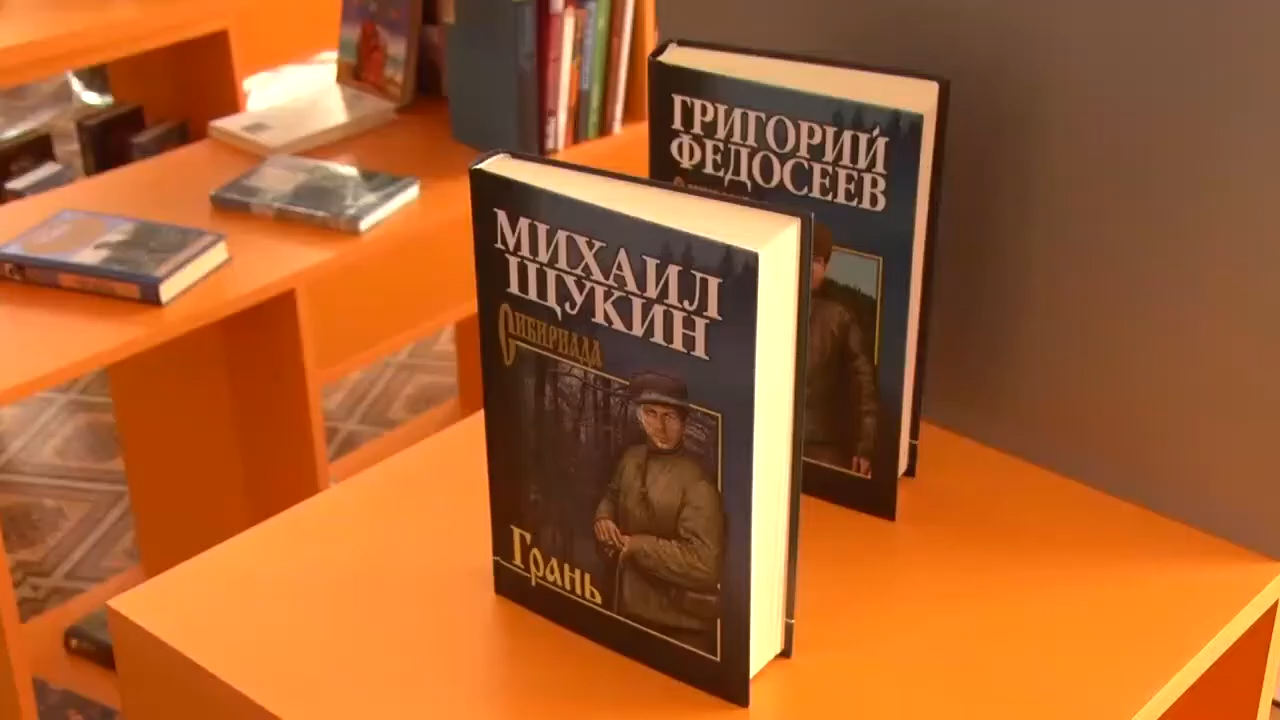 МИХАИЛ
ЩУКИН
СИБИРИАДА
Грань
ГРИГОРИЙ
ФЕДОСЕЕВ